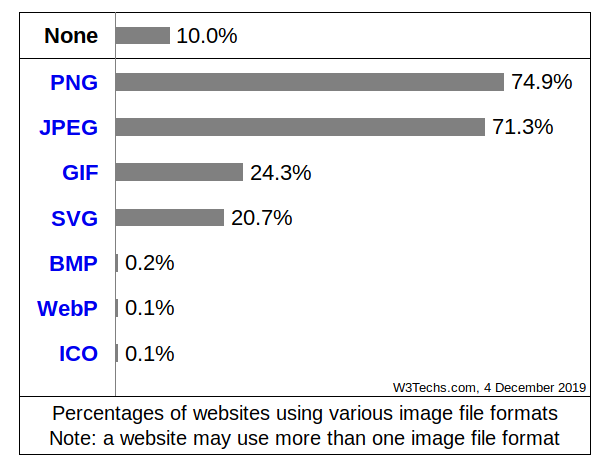 None 10.0%
PNG 74.9%
JPEG 71.3%
GIF 24.3%
SVG 20.7%
BMP 0.2%
WebP 0.1%
ICO 0.1%
W3Techs.com, 4 December 2019
Percentages of websites using various image file formats
Note: a website may use more than one image file format